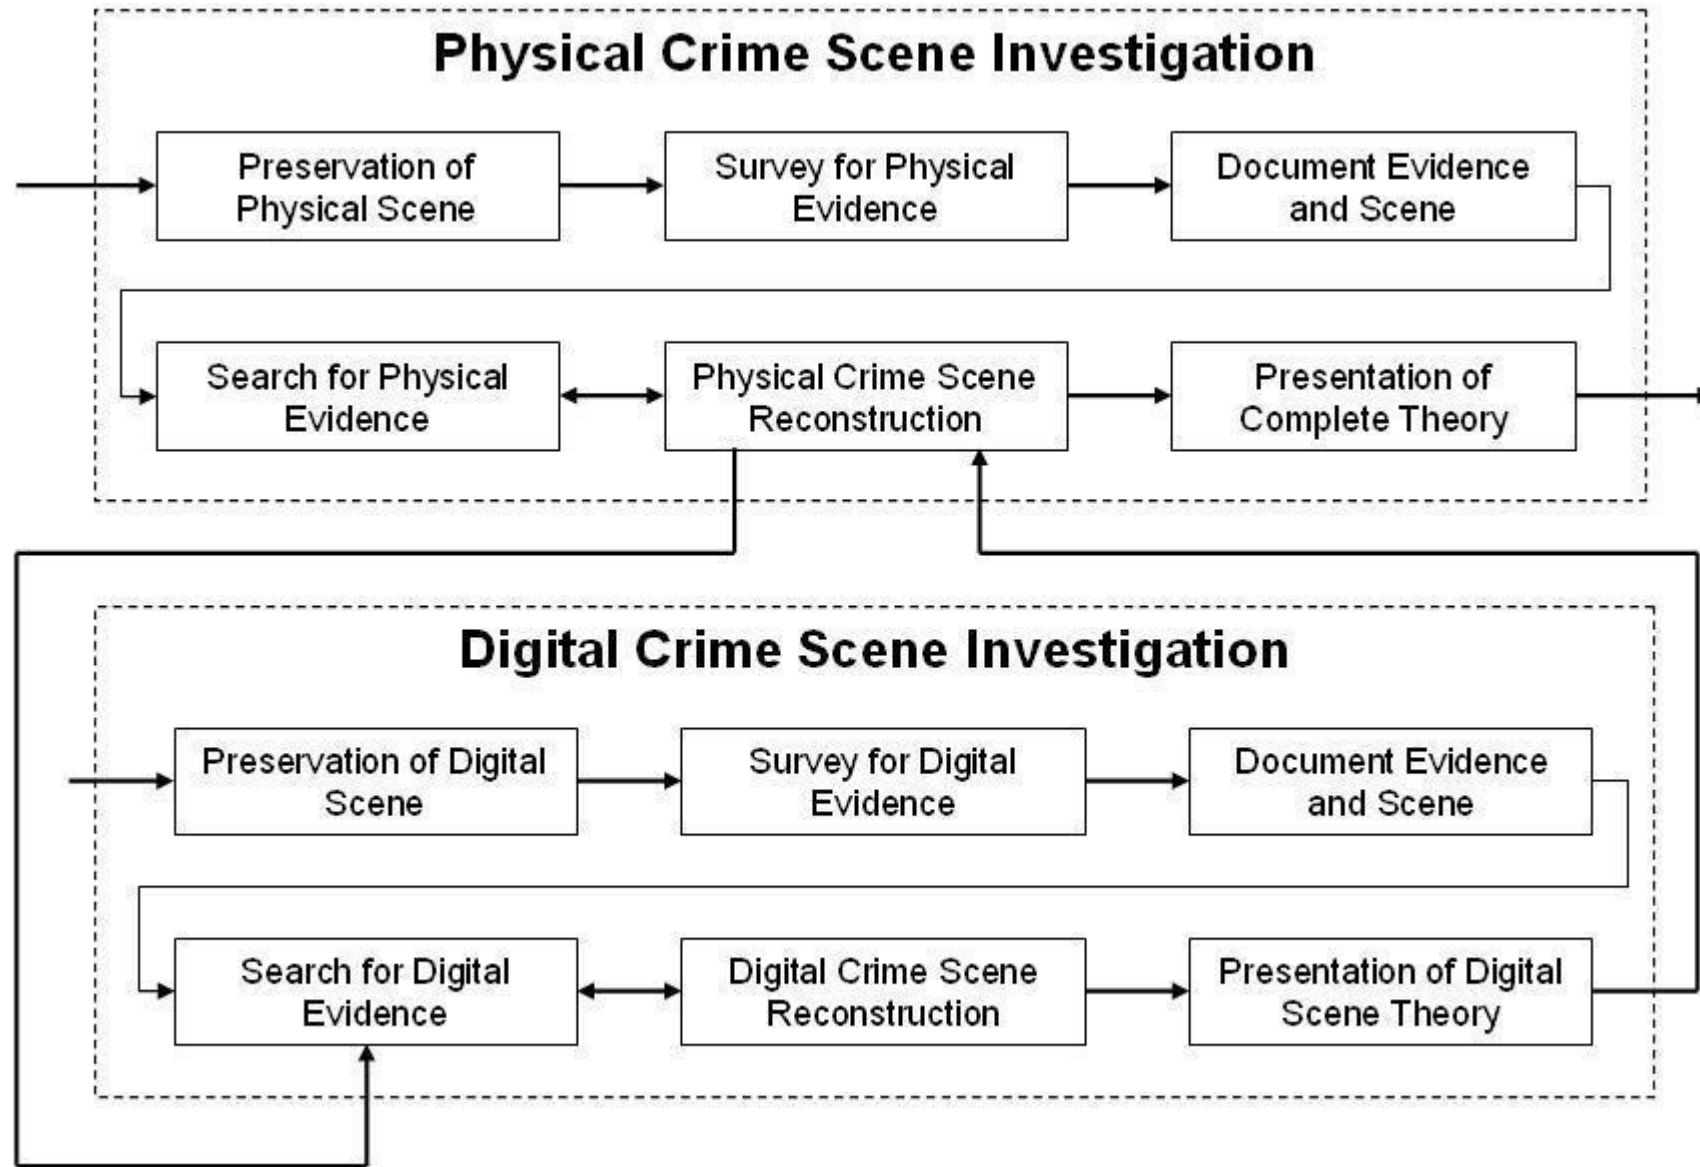 Physical Crime Scene Investigation
Preservation of
Physical Scene
Survey for Physical
Evidence
Document Evidence
and Scene
Search for Physical
Evidence
Physical Crime Scene
Reconstruction
Presentation of
Complete Theory
Digital Crime Scene Investigation
Preservation of Digital
Scene
Survey for Digital
Evidence
Document Evidence
and Scene
Search for Digital
Evidence
Digital Crime Scene
Reconstruction
Presentation of Digital
Scene Theory